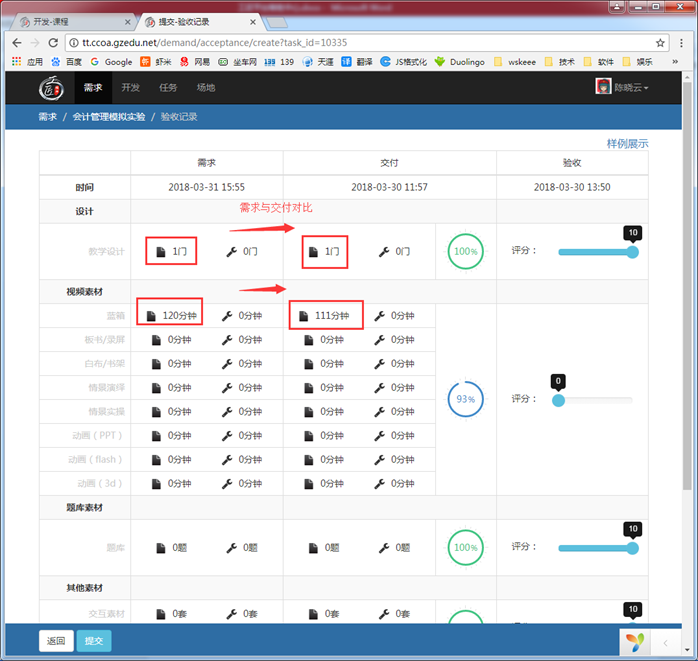 开发-课程
提交-验收记录
tt.ccoa.gzedu.net/demand/acceptance/create?task_id=10335
应用 百度 Google 虾米 网易 坐车网 139 139 天涯 译 翻译 JS格式化 Duolingo wskeee 技术 软件 娱乐 »
需求 开发 任务 场地 陈晓云
需求 / 会计管理模拟实验 / 验收记录
样例展示
需求 交付 验收
时间 2018-03-31 15:55 2018-03-30 11:57 2018-03-30 13:50
设计 需求与交付对比
10
教学设计 1门 0门 1门 0门 100% 评分：
视频素材
蓝箱 120分钟 0分钟 111分钟 0分钟
板书/录屏 0分钟 0分钟 0分钟 0分钟
白布/书架 0分钟 0分钟 0分钟 0分钟
情景演绎 0分钟 0分钟 0分钟 0分钟
0
93% 评分：
情景实操 0分钟 0分钟 0分钟 0分钟
动画（PPT） 0分钟 0分钟 0分钟 0分钟
动画（flash） 0分钟 0分钟 0分钟 0分钟
动画（3d） 0分钟 0分钟 0分钟 0分钟
题库素材
10
题库 0题 0题 0题 0题 100% 评分：
其他素材
10
交互素材 0套 0套 0套 0套
返回 提交